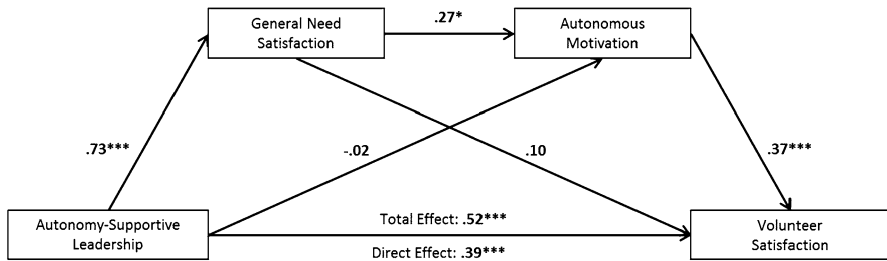 General Need
Satisfaction
.27*
Autonomous
Motivation
.73***
-.02
.10
.37***
Autonomy-Supportive
Leadership
Total Effect: .52***
Direct Effect: .39***
Volunteer
Satisfaction